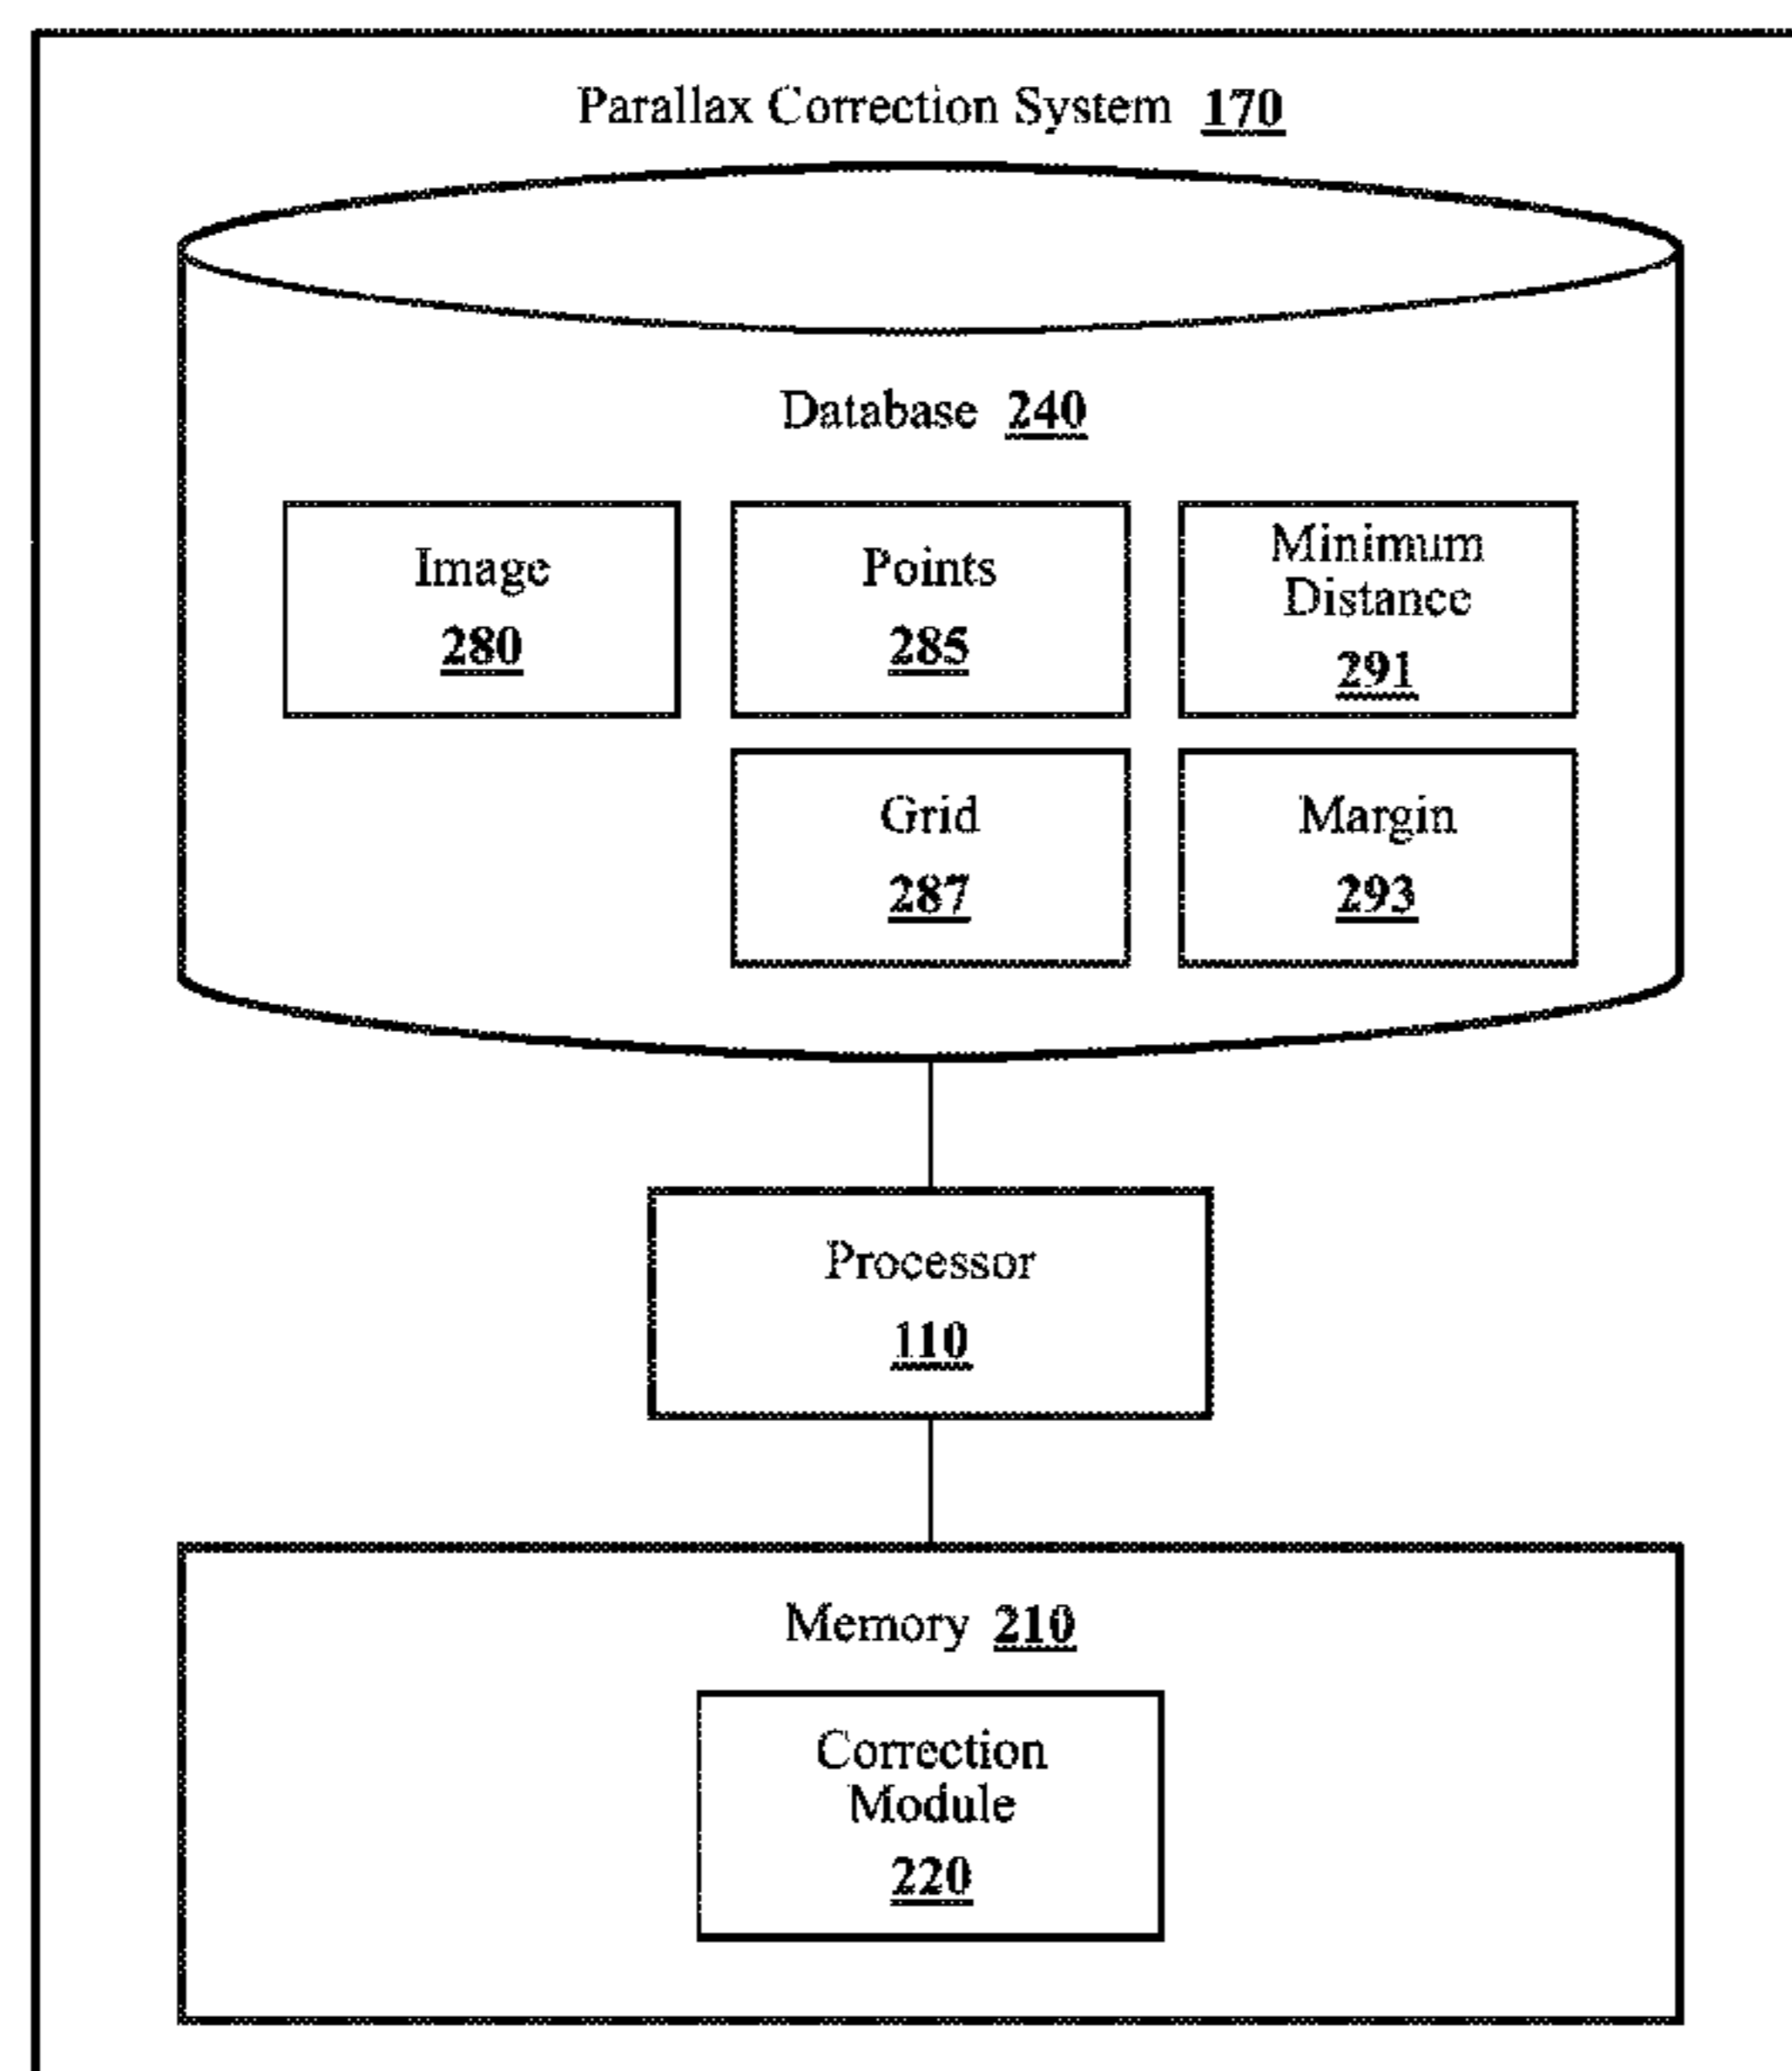 Parallax Correction System 170
Database 240
Image
280
Points
285
Minimum
Distance
291
Grid
287
Margin
293
Processor
110
Memory 210
Correction
Module
220